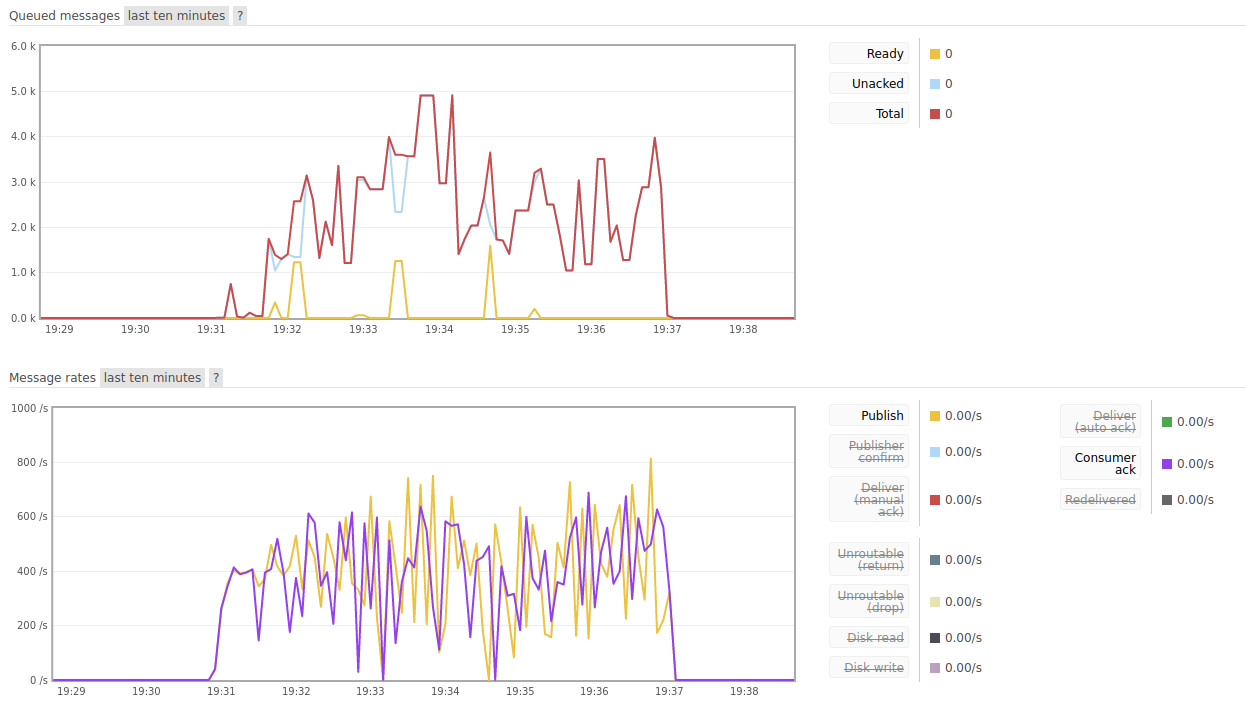 Queued messages last ten minutes ?
6.0 k
5.0 k
4.0 k
3.0 k
2.0 k
1.0 k
0.0 k
19:29 19:30 19:31 19:32 19:33 19:34 19:35 19:36 19:37 19:38
Ready 0
Unacked 0
Total 0
Message rates last ten minutes ?
1000 /s
800 /s
600 /s
400 /s
200 /s
0 /s
19:29 19:30 19:31 19:32 19:33 19:34 19:35 19:36 19:37 19:38
Publish 0.00/s
Publisher
confirm 0.00/s
Deliver
(manual
ack) 0.00/s
Unroutable
(return) 0.00/s
Unroutable
(drop) 0.00/s
Disk read 0.00/s
Disk write 0.00/s
Deliver
(auto ack) 0.00/s
Consumer
ack 0.00/s
Redelivered 0.00/s